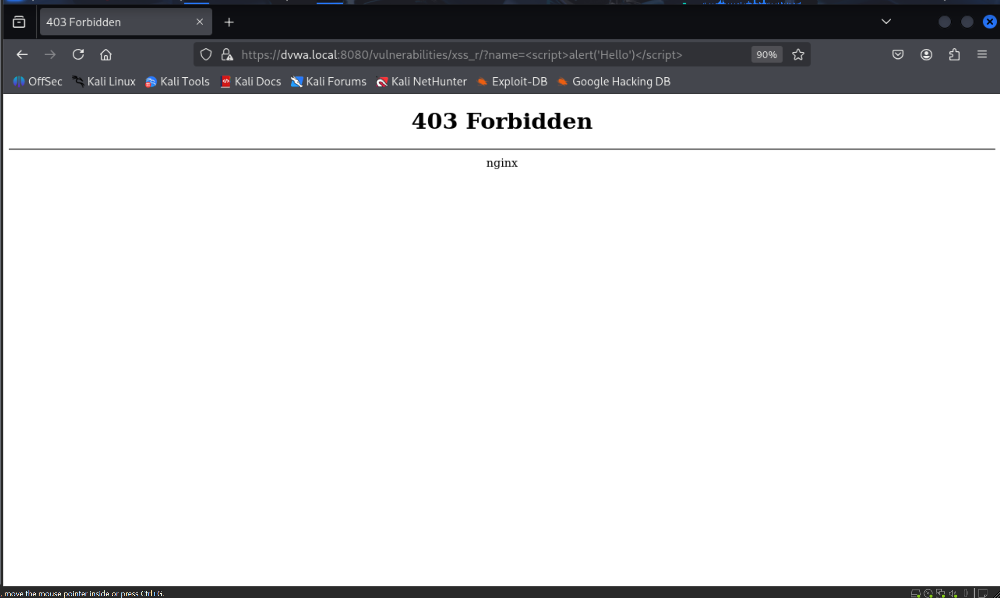 403 Forbidden
https://dvwa.local:8080/vulnerabilities/xss_r/?name=<script>alert('Hello')</script>
90%
OffSec Kali Linux Kali Tools Kali Docs Kali Forums Kali NetHunter Exploit-DB Google Hacking DB
403 Forbidden
nginx
, move the mouse pointer inside or press Ctrl+G.